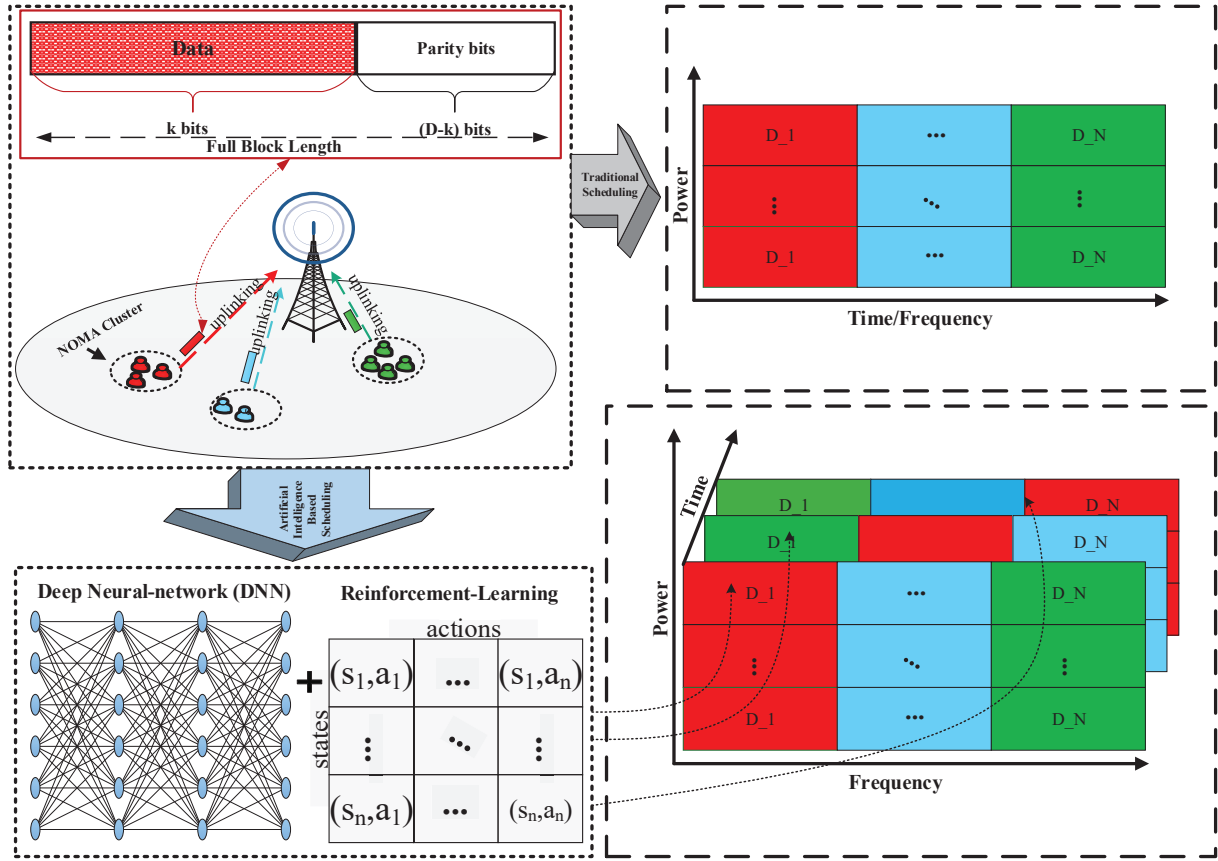 Data
Parity bits
k bits
(D-k) bits
Full Block Length
NOMA Cluster
uplinking
uplinking
uplinking
Traditional
Scheduling
Power
D_1
...
D_N
⋮
⋱
⋮
D_1
...
D_N
Time/Frequency
Artificial
Intelligence
Based
Scheduling
Deep Neural-network (DNN)
+
Reinforcement-Learning
actions
states
(s₁,a₁)
...
(s₁,aₙ)
⋮
⋱
⋮
(sₙ,a₁)
...
(sₙ,aₙ)
Power
Time
D_1
D_N
D_1
D_N
D_1
...
D_N
⋮
⋱
⋮
D_1
...
D_N
Frequency